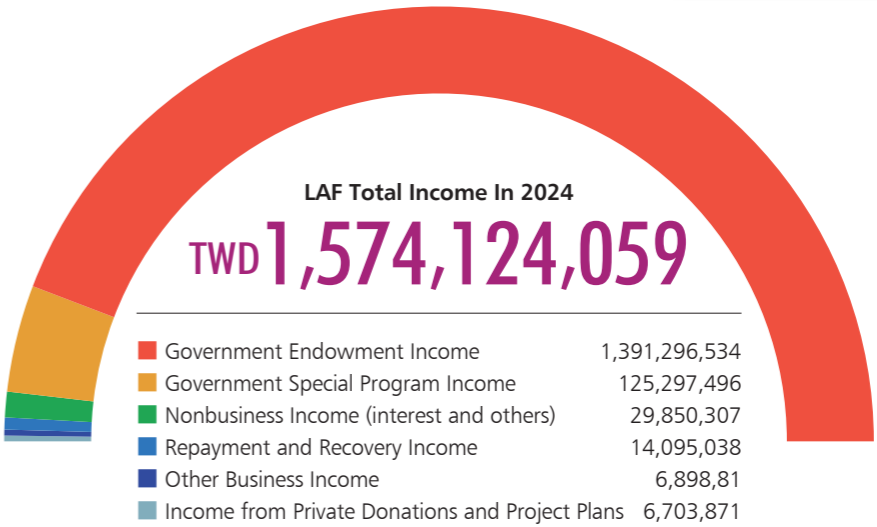 LAF Total Income In 2024
TWD 1,574,124,059
Government Endowment Income 1,391,296,534
Government Special Program Income 125,297,496
Nonbusiness Income (interest and others) 29,850,307
Repayment and Recovery Income 14,095,038
Other Business Income 6,898,81
Income from Private Donations and Project Plans 6,703,871